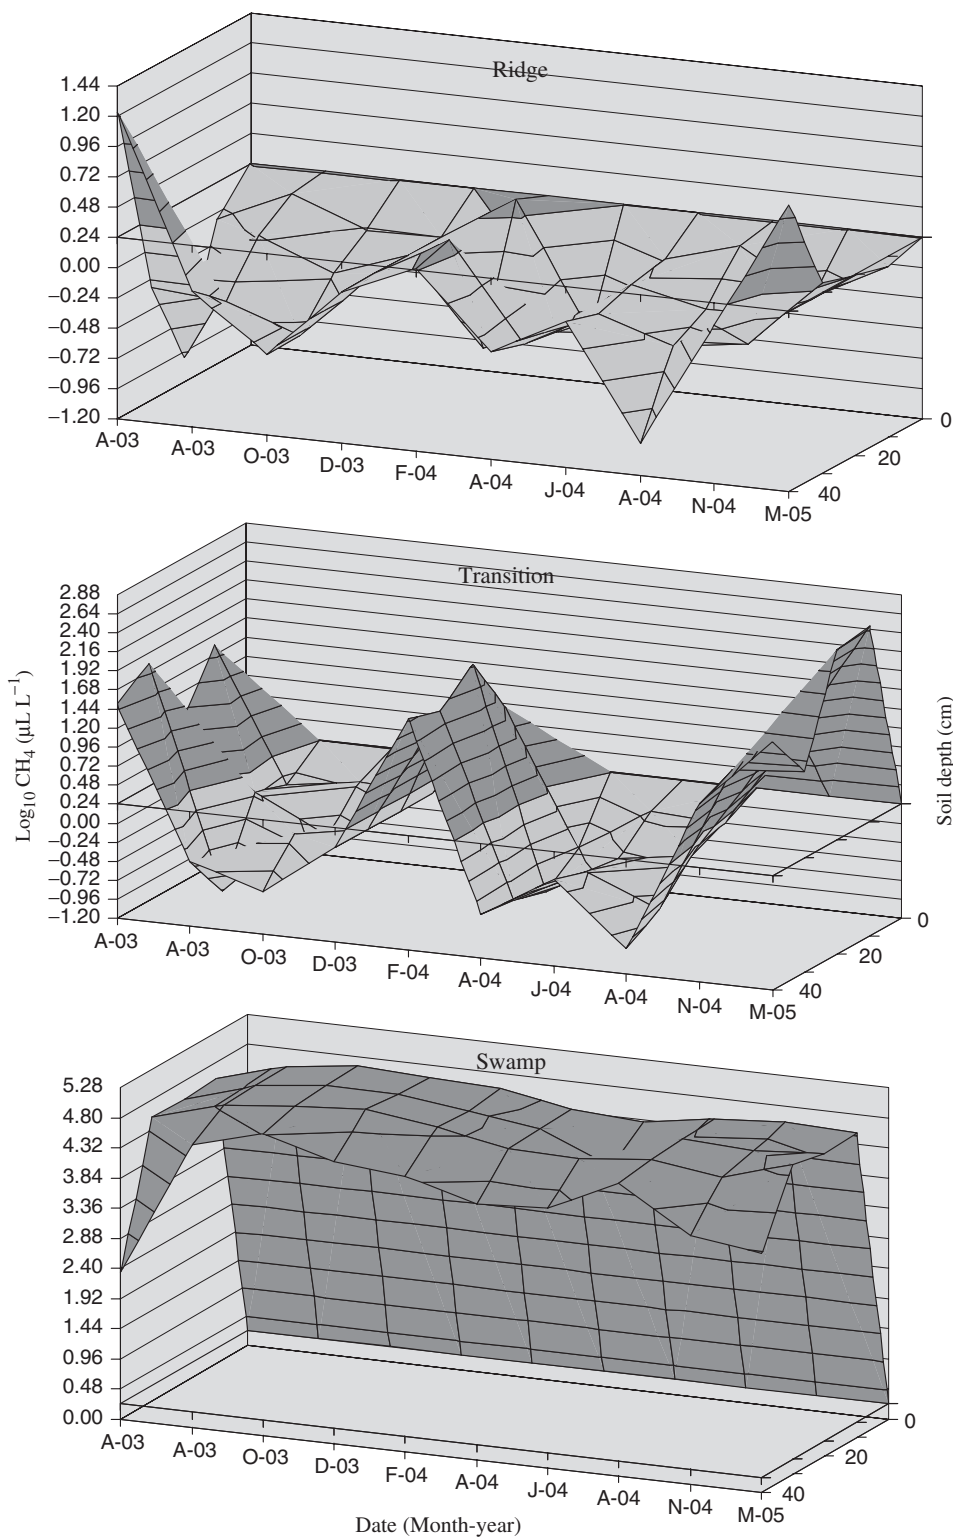 Ridge
1.44
1.20
0.96
0.72
0.48
0.24
0.00
−0.24
−0.48
−0.72
−0.96
−1.20
A-03
A-03
O-03
D-03
F-04
A-04
J-04
A-04
N-04
M-05
0
20
40
Transition
2.88
2.64
2.40
2.16
1.92
1.68
1.44
1.20
0.96
0.72
0.48
0.24
0.00
−0.24
−0.48
−0.72
−0.96
−1.20
Log10 CH4 (µL L−1)
Soil depth (cm)
A-03
A-03
O-03
D-03
F-04
A-04
J-04
A-04
N-04
M-05
0
20
40
Swamp
5.28
4.80
4.32
3.84
3.36
2.88
2.40
1.92
1.44
0.96
0.48
0.00
A-03
A-03
O-03
D-03
F-04
A-04
J-04
A-04
N-04
M-05
0
20
40
Date (Month-year)